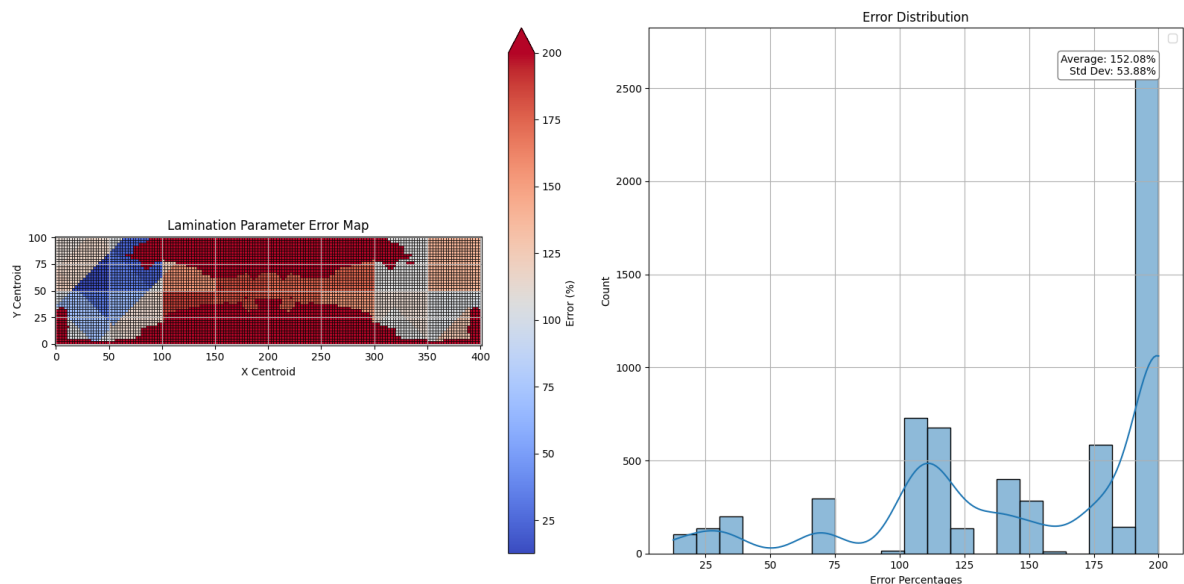 Lamination Parameter Error Map
100
75
50
25
0
Y Centroid
0 50 100 150 200 250 300 350 400
X Centroid
200
175
150
125
100
75
50
25
Error (%)
Error Distribution
Average: 152.08%
Std Dev: 53.88%
2500
2000
1500
1000
500
0
Count
25 50 75 100 125 150 175 200
Error Percentages